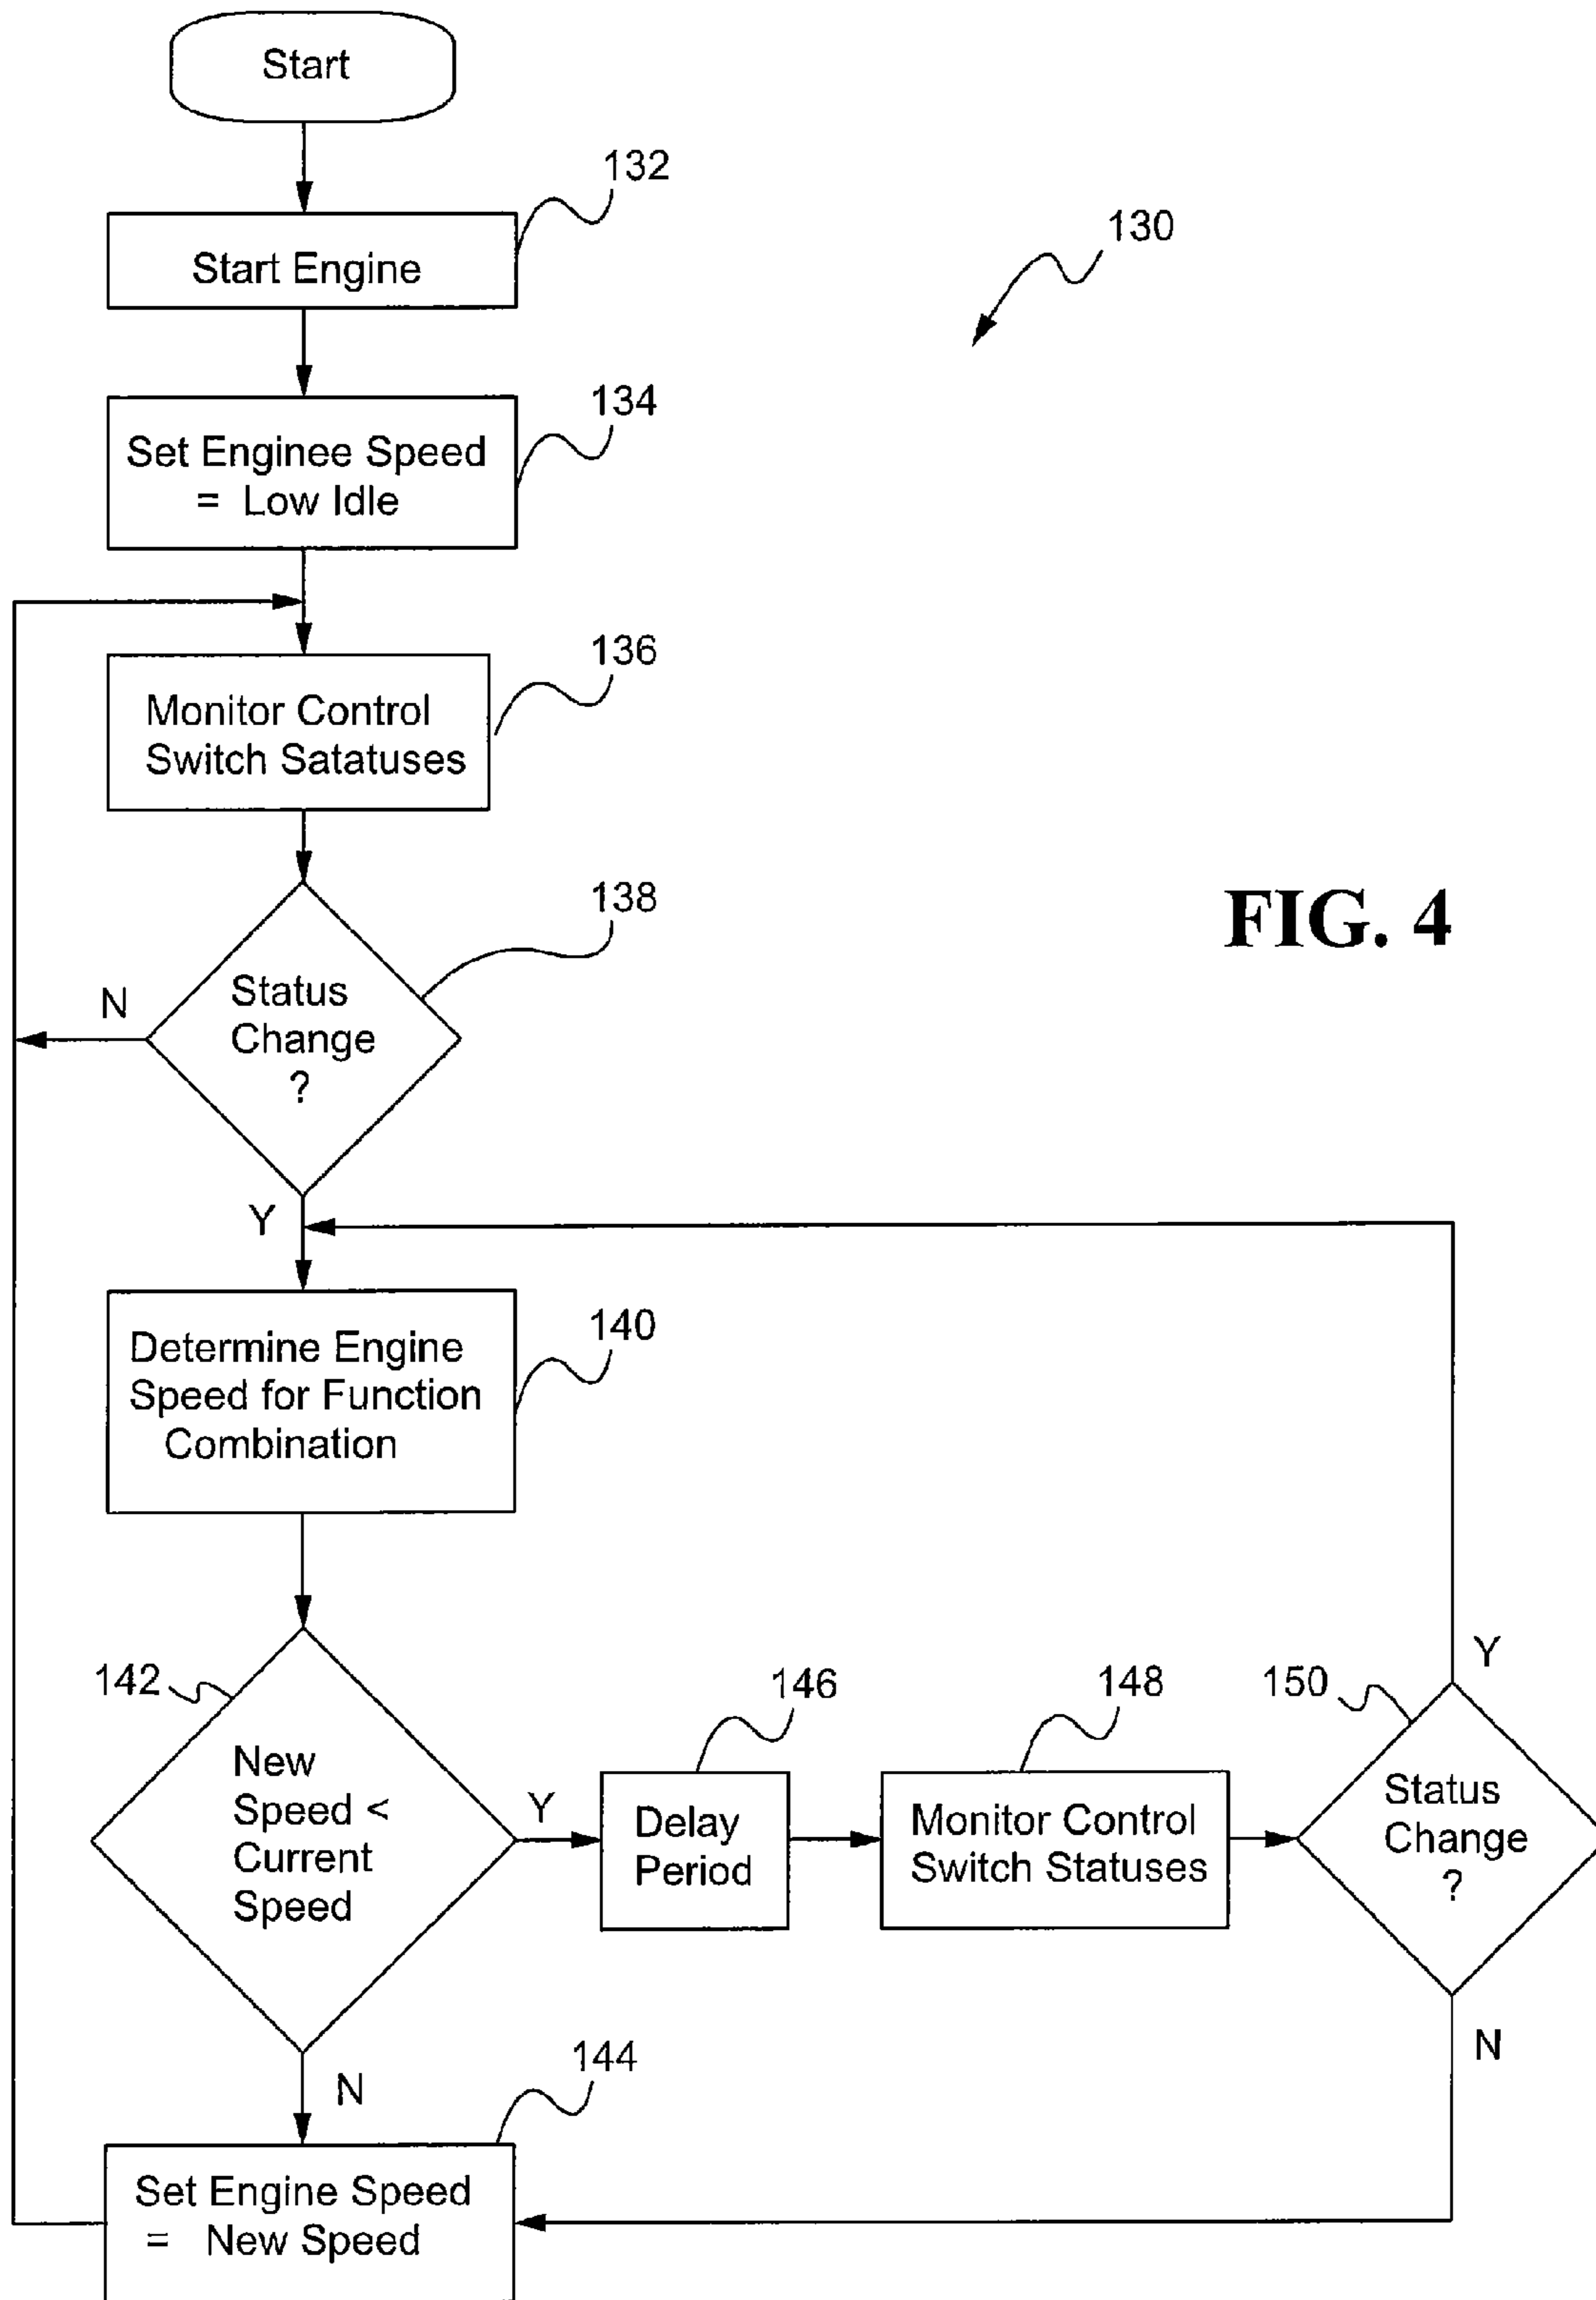 Start
132
Start Engine
130
134
Set Enginee Speed
= Low Idle
136
Monitor Control
Switch Satatuses
138
FIG. 4
N
Status
Change
?
Y
140
Determine Engine
Speed for Function
Combination
142
New
Speed <
Current
Speed
Y
146
Delay
Period
148
Monitor Control
Switch Statuses
150
Status
Change
?
Y
N
N
144
Set Engine Speed
= New Speed